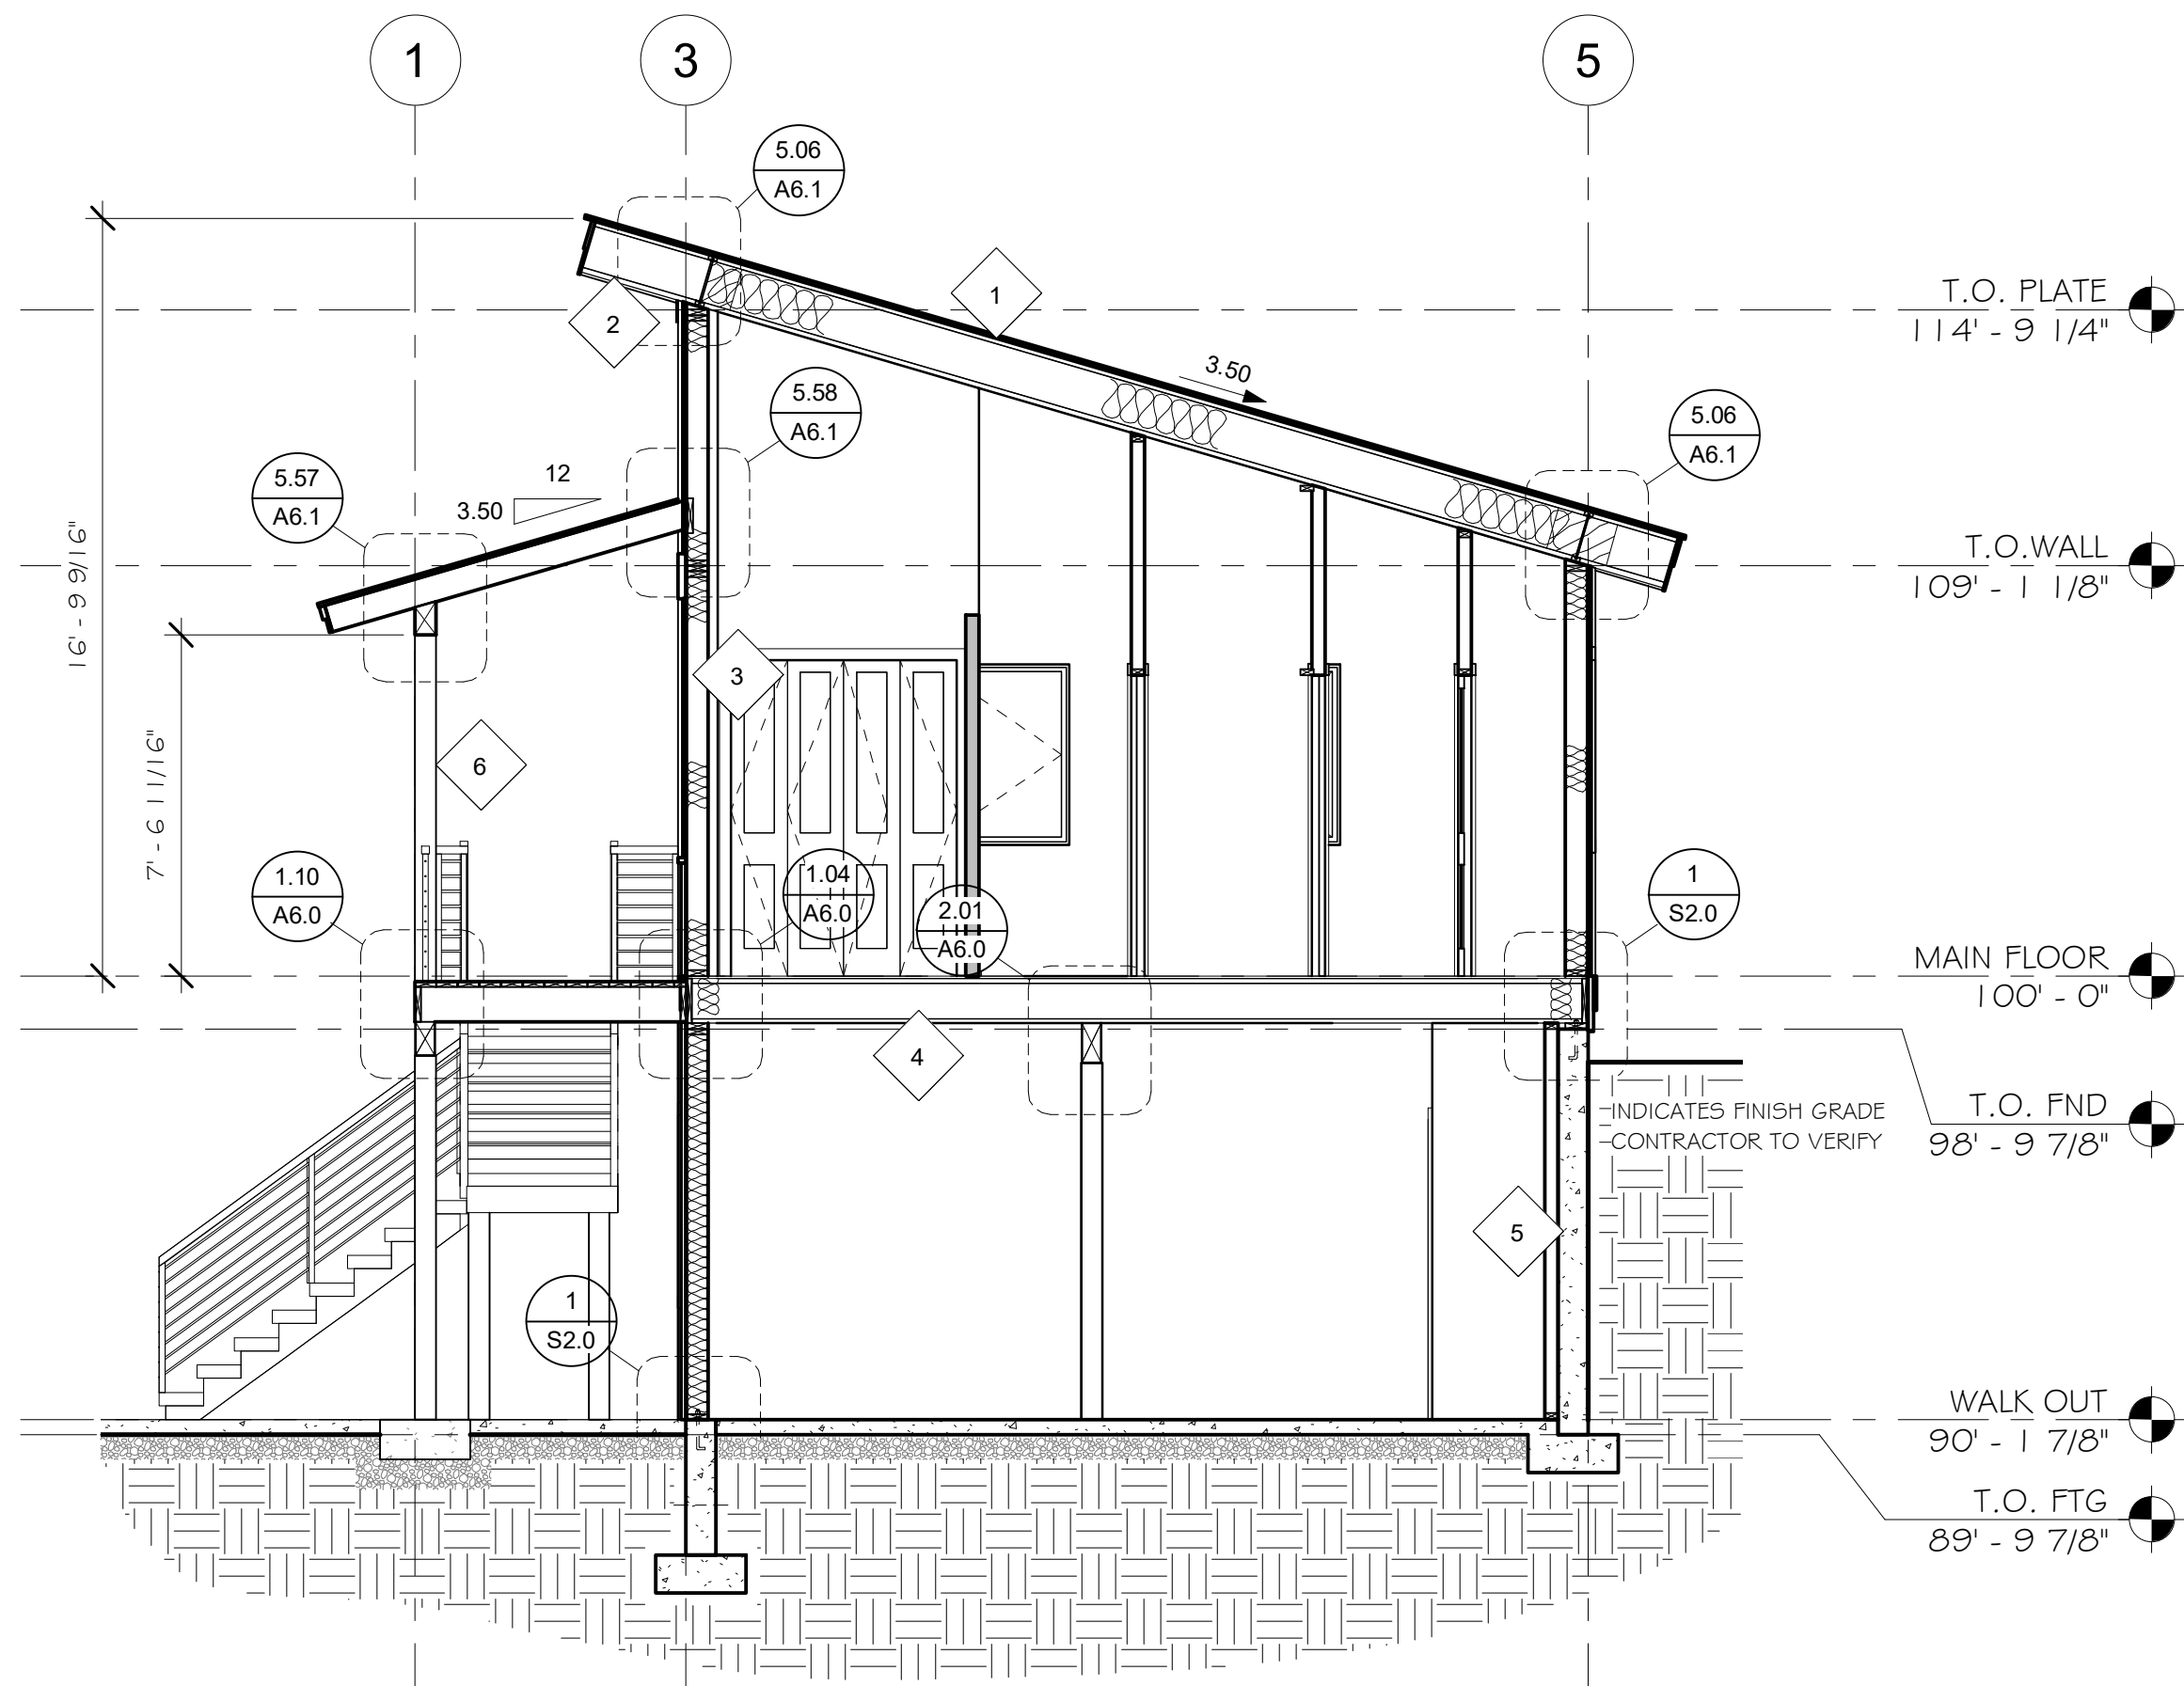 1
3
5
5.06
A6.1
1
2
T.O. PLATE
114' - 9 1/4"
3.50
5.58
A6.1
5.06
A6.1
5.57
A6.1
12
3.50
T.O.WALL
109' - 1 1/8"
16' - 9 9/16"
3
7' - 6 11/16"
6
1.10
A6.0
1.04
A6.0
2.01
A6.0
1
S2.0
MAIN FLOOR
100' - 0"
4
INDICATES FINISH GRADE
CONTRACTOR TO VERIFY
T.O. FND
98' - 9 7/8"
5
1
S2.0
WALK OUT
90' - 1 7/8"
T.O. FTG
89' - 9 7/8"